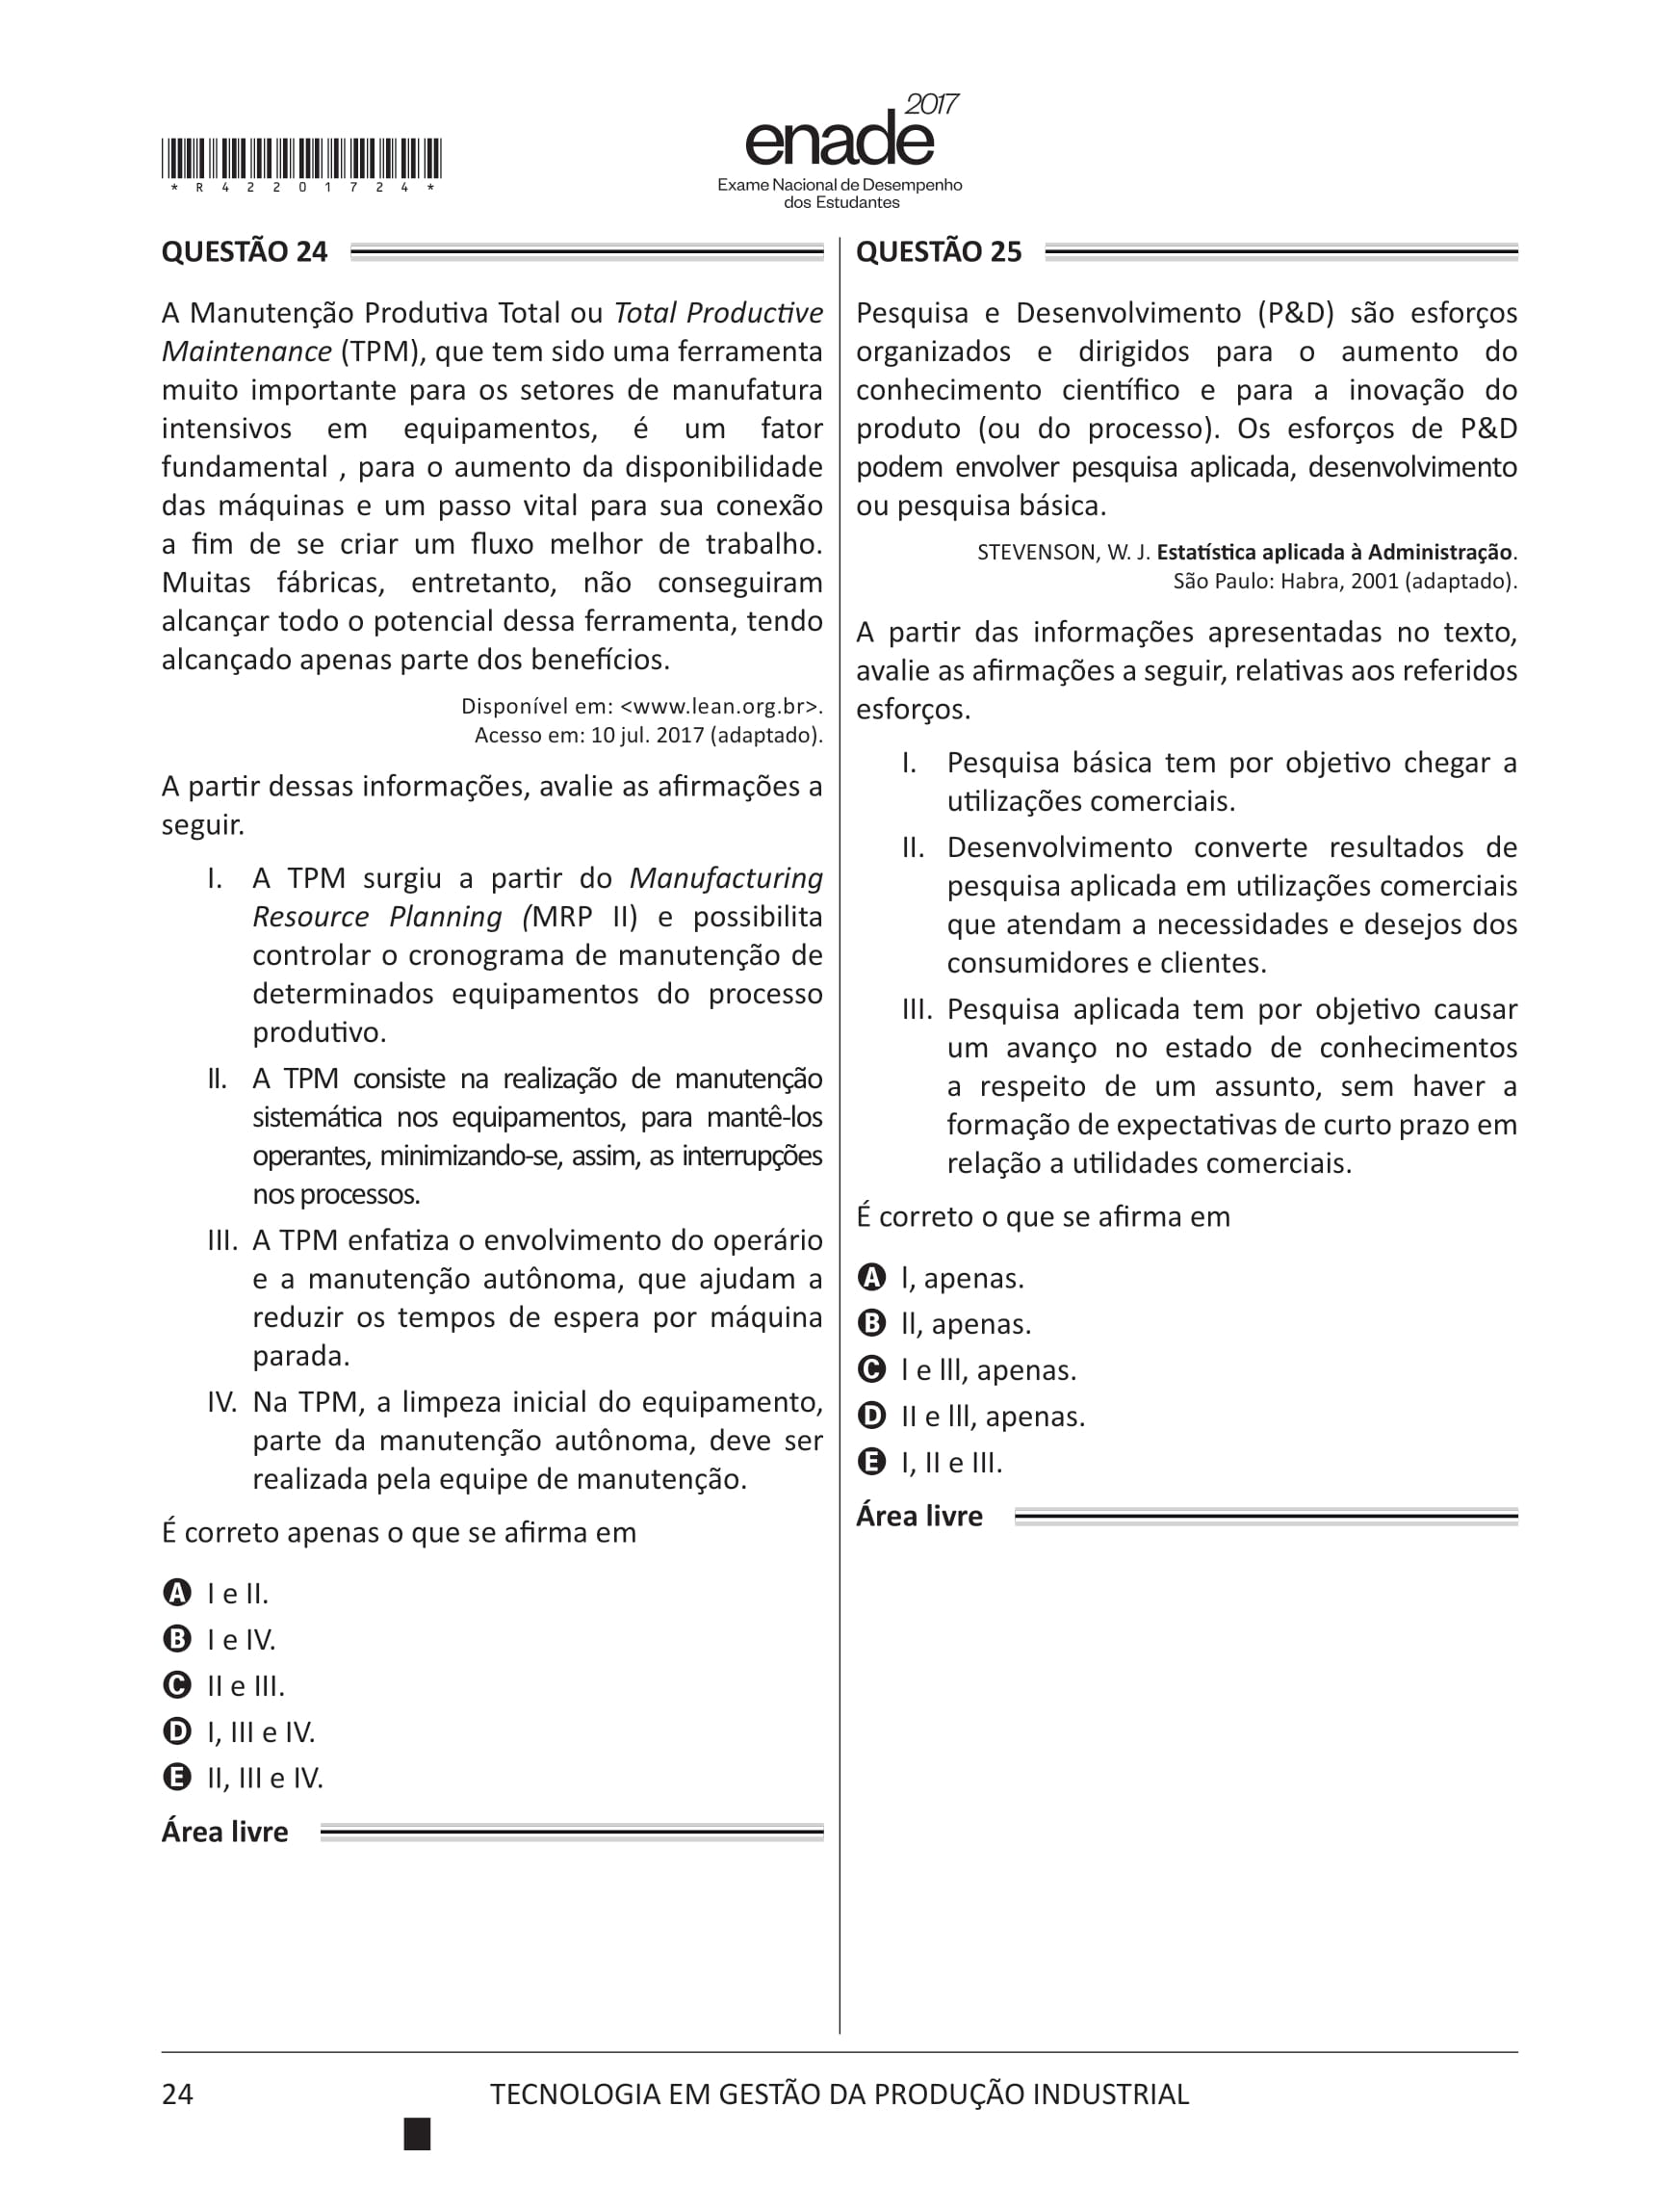 * R 4 2 2 0 1 7 2 4 *
enade 2017
Exame Nacional de Desempenho
dos Estudantes
QUESTÃO 24
A Manutenção Produtiva Total ou Total Productive
Maintenance (TPM), que tem sido uma ferramenta
muito importante para os setores de manufatura
intensivos em equipamentos, é um fator
fundamental , para o aumento da disponibilidade
das máquinas e um passo vital para sua conexão
a fim de se criar um fluxo melhor de trabalho.
Muitas fábricas, entretanto, não conseguiram
alcançar todo o potencial dessa ferramenta, tendo
alcançado apenas parte dos benefícios.
Disponível em: <www.lean.org.br>.
Acesso em: 10 jul. 2017 (adaptado).
A partir dessas informações, avalie as afirmações a
seguir.
I. A TPM surgiu a partir do Manufacturing
Resource Planning (MRP II) e possibilita
controlar o cronograma de manutenção de
determinados equipamentos do processo
produtivo.
II. A TPM consiste na realização de manutenção
sistemática nos equipamentos, para mantê-los
operantes, minimizando-se, assim, as interrupções
nos processos.
III. A TPM enfatiza o envolvimento do operário
e a manutenção autônoma, que ajudam a
reduzir os tempos de espera por máquina
parada.
IV. Na TPM, a limpeza inicial do equipamento,
parte da manutenção autônoma, deve ser
realizada pela equipe de manutenção.
É correto apenas o que se afirma em
A I e II.
B I e IV.
C II e III.
D I, III e IV.
E II, III e IV.
Área livre
QUESTÃO 25
Pesquisa e Desenvolvimento (P&D) são esforços
organizados e dirigidos para o aumento do
conhecimento científico e para a inovação do
produto (ou do processo). Os esforços de P&D
podem envolver pesquisa aplicada, desenvolvimento
ou pesquisa básica.
STEVENSON, W. J. Estatística aplicada à Administração.
São Paulo: Habra, 2001 (adaptado).
A partir das informações apresentadas no texto,
avalie as afirmações a seguir, relativas aos referidos
esforços.
I. Pesquisa básica tem por objetivo chegar a
utilizações comerciais.
II. Desenvolvimento converte resultados de
pesquisa aplicada em utilizações comerciais
que atendam a necessidades e desejos dos
consumidores e clientes.
III. Pesquisa aplicada tem por objetivo causar
um avanço no estado de conhecimentos
a respeito de um assunto, sem haver a
formação de expectativas de curto prazo em
relação a utilidades comerciais.
É correto o que se afirma em
A I, apenas.
B II, apenas.
C I e III, apenas.
D II e III, apenas.
E I, II e III.
Área livre
24
TECNOLOGIA EM GESTÃO DA PRODUÇÃO INDUSTRIAL